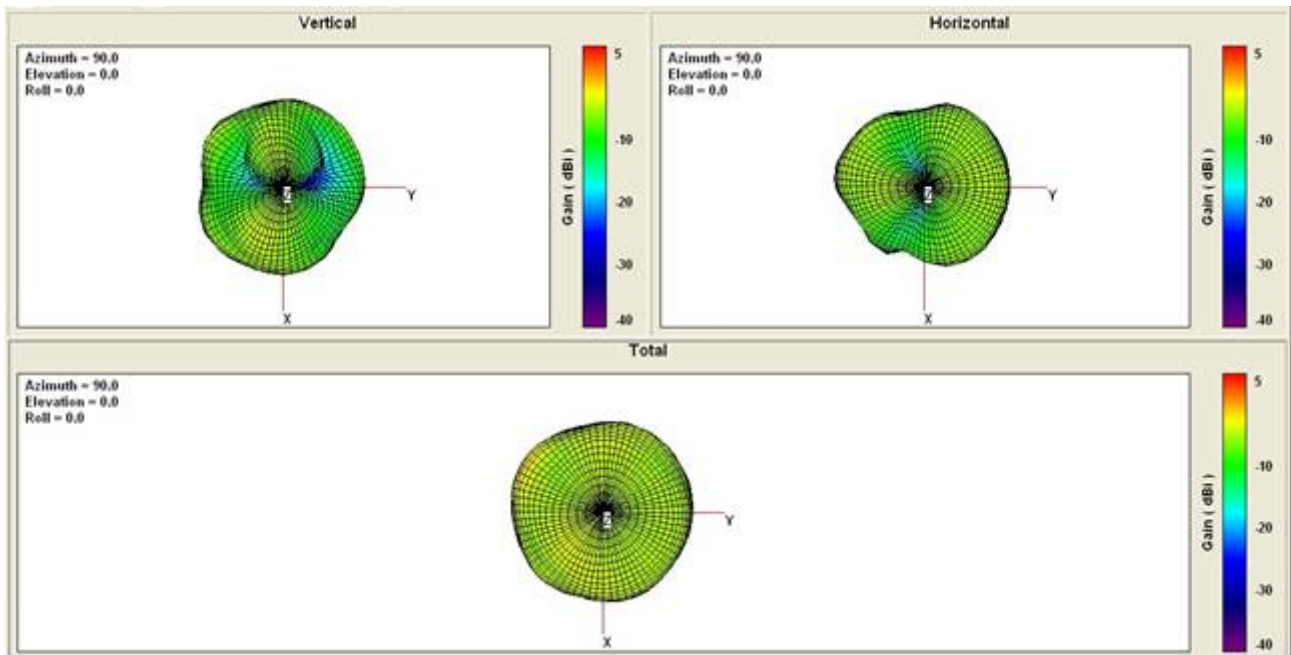 Vertical
Azimuth = 90.0
Elevation = 0.0
Roll = 0.0
Y
X
5
-10
-20
-30
-40
Gain ( dBi )
Horizontal
Azimuth = 90.0
Elevation = 0.0
Roll = 0.0
Y
X
5
-10
-20
-30
-40
Gain ( dBi )
Total
Azimuth = 90.0
Elevation = 0.0
Roll = 0.0
Y
X
5
-10
-20
-30
-40
Gain ( dBi )